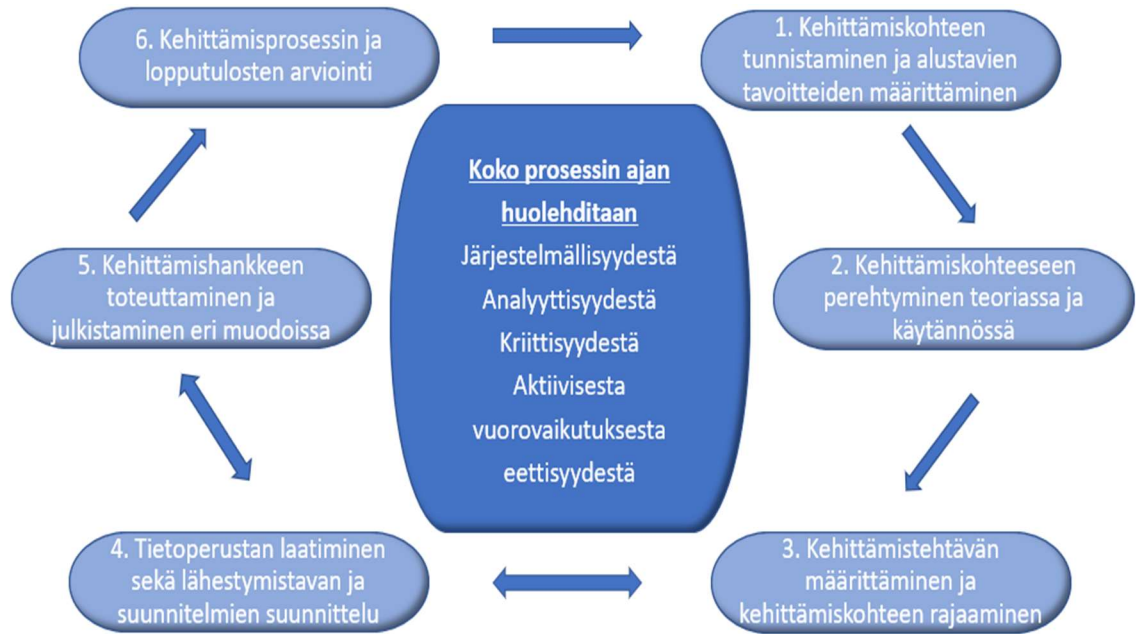 6. Kehittämisprosessin ja
lopputulosten arviointi
1. Kehittämiskohteen
tunnistaminen ja alustavien
tavoitteiden määrittäminen
Koko prosessin ajan
huolehditaan
Järjestelmällisyydestä
Analyyttisyydestä
Kriittisyydestä
Aktiivisesta
vuorovaikutuksesta
eettisyydestä
5. Kehittämishankkeen
toteuttaminen ja
julkistaminen eri muodoissa
2. Kehittämiskohteeseen
perehtyminen teoriassa ja
käytännössä
4. Tietoperustan laatiminen
sekä lähestymistavan ja
suunnitelmien suunnittelu
3. Kehittämistehtävän
määrittäminen ja
kehittämiskohteen rajaaminen